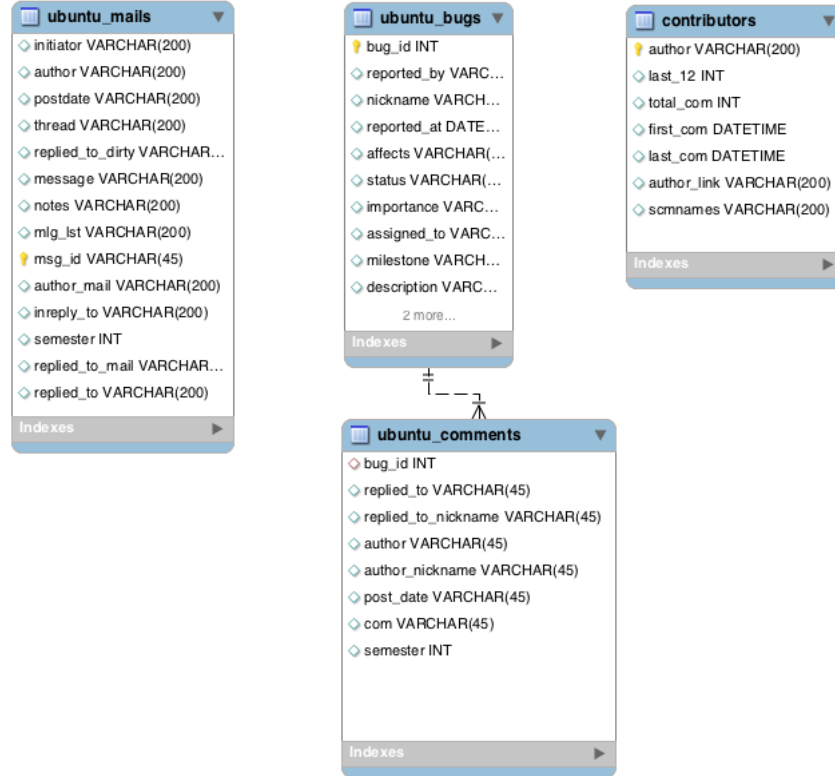 ubuntu_mails
initiator VARCHAR(200)
author VARCHAR(200)
postdate VARCHAR(200)
thread VARCHAR(200)
replied_to_dirty VARCHAR...
message VARCHAR(200)
notes VARCHAR(200)
mlg_lst VARCHAR(200)
msg_id VARCHAR(45)
author_mail VARCHAR(200)
inreply_to VARCHAR(200)
semester INT
replied_to_mail VARCHAR...
replied_to VARCHAR(200)
Indexes
ubuntu_bugs
bug_id INT
reported_by VARC...
nickname VARCH...
reported_at DATE...
affects VARCHAR(...
status VARCHAR(...
importance VARC...
assigned_to VARC...
milestone VARCH...
description VARC...
2 more...
Indexes
contributors
author VARCHAR(200)
last_12 INT
total_com INT
first_com DATETIME
last_com DATETIME
author_link VARCHAR(200)
scmnames VARCHAR(200)
Indexes
ubuntu_comments
bug_id INT
replied_to VARCHAR(45)
replied_to_nickname VARCHAR(45)
author VARCHAR(45)
author_nickname VARCHAR(45)
post_date VARCHAR(45)
com VARCHAR(45)
semester INT
Indexes